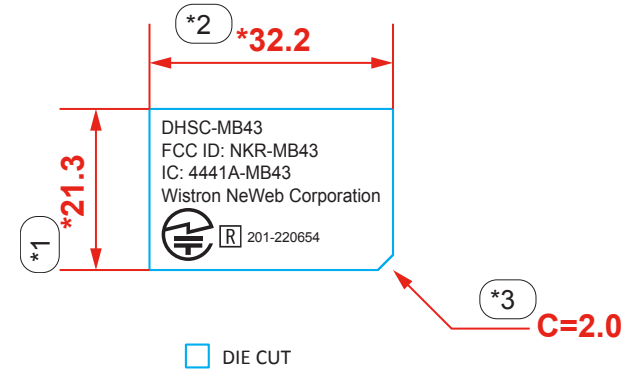 *2
*32.2
*21.3
*1
DHSC-MB43
FCC ID: NKR-MB43
IC: 4441A-MB43
Wistron NeWeb Corporation
R 201-220654
*3
C=2.0
DIE CUT